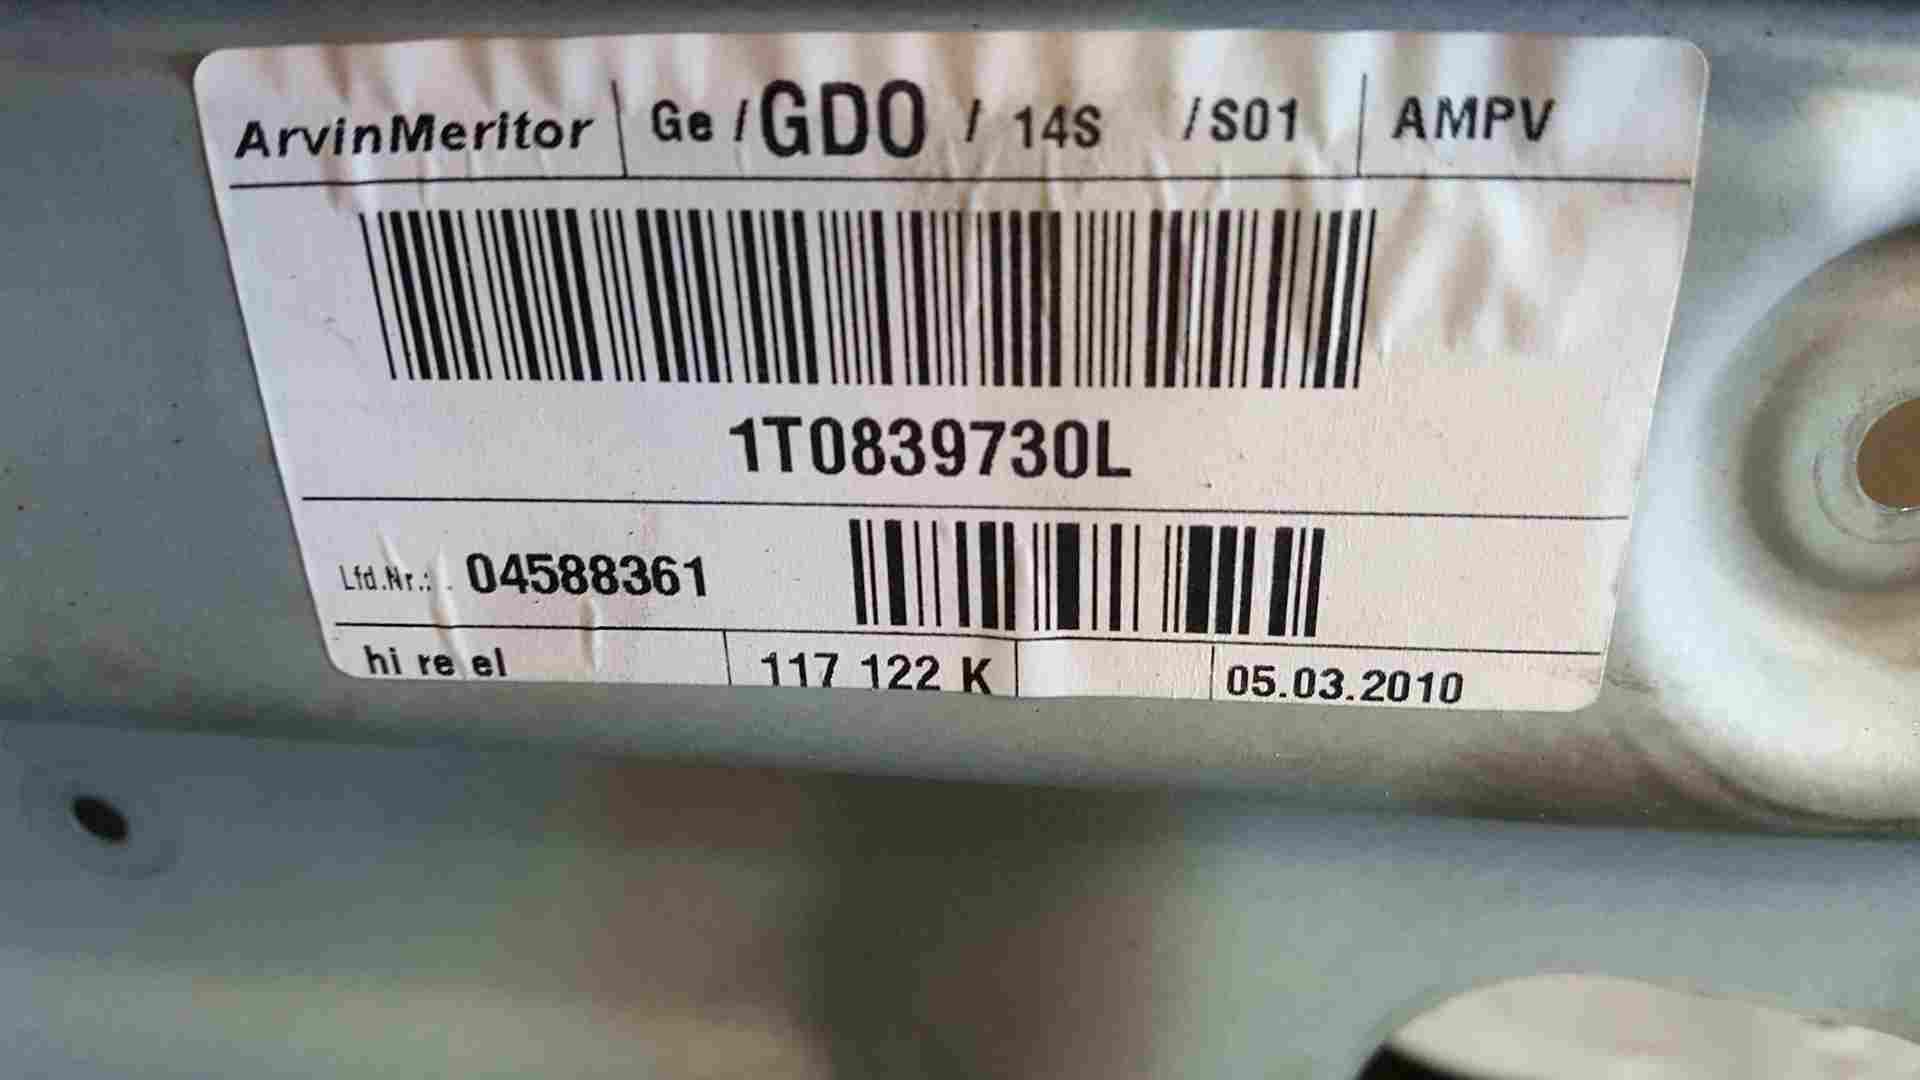 ArvinMeritor Ge / GDO / 14S /S01 AMPV
1T0839730L
Lfd.Nr.: 04588361
hi re el 117 122 K 05.03.2010